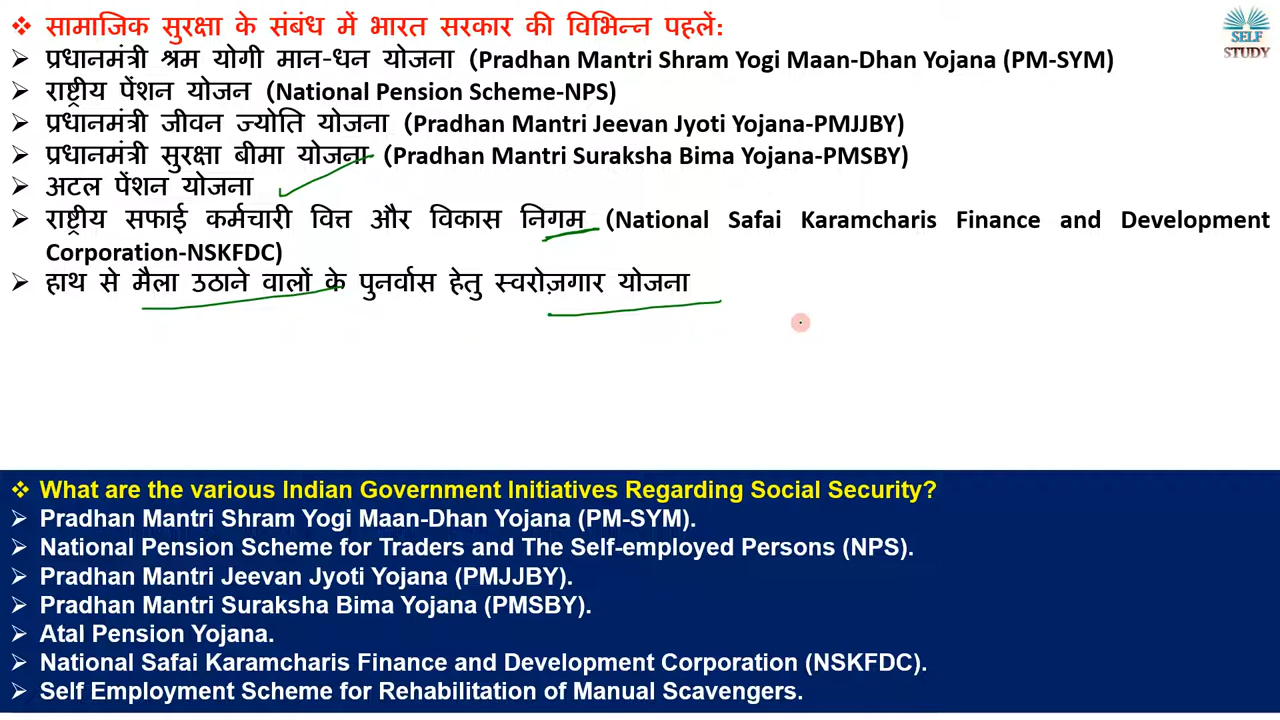 ❖ सामाजिक सुरक्षा के संबंध में भारत सरकार की विभिन्न पहलें:
SELF
STUDY
➢ प्रधानमंत्री श्रम योगी मान-धन योजना (Pradhan Mantri Shram Yogi Maan-Dhan Yojana (PM-SYM)
➢ राष्ट्रीय पेंशन योजन (National Pension Scheme-NPS)
➢ प्रधानमंत्री जीवन ज्योति योजना (Pradhan Mantri Jeevan Jyoti Yojana-PMJJBY)
➢ प्रधानमंत्री सुरक्षा बीमा योजना (Pradhan Mantri Suraksha Bima Yojana-PMSBY)
➢ अटल पेंशन योजना
➢ राष्ट्रीय सफाई कर्मचारी वित्त और विकास निगम (National Safai Karamcharis Finance and Development
Corporation-NSKFDC)
➢ हाथ से मैला उठाने वालों के पुनर्वास हेतु स्वरोज़गार योजना
❖ What are the various Indian Government Initiatives Regarding Social Security?
➢ Pradhan Mantri Shram Yogi Maan-Dhan Yojana (PM-SYM).
➢ National Pension Scheme for Traders and The Self-employed Persons (NPS).
➢ Pradhan Mantri Jeevan Jyoti Yojana (PMJJBY).
➢ Pradhan Mantri Suraksha Bima Yojana (PMSBY).
➢ Atal Pension Yojana.
➢ National Safai Karamcharis Finance and Development Corporation (NSKFDC).
➢ Self Employment Scheme for Rehabilitation of Manual Scavengers.